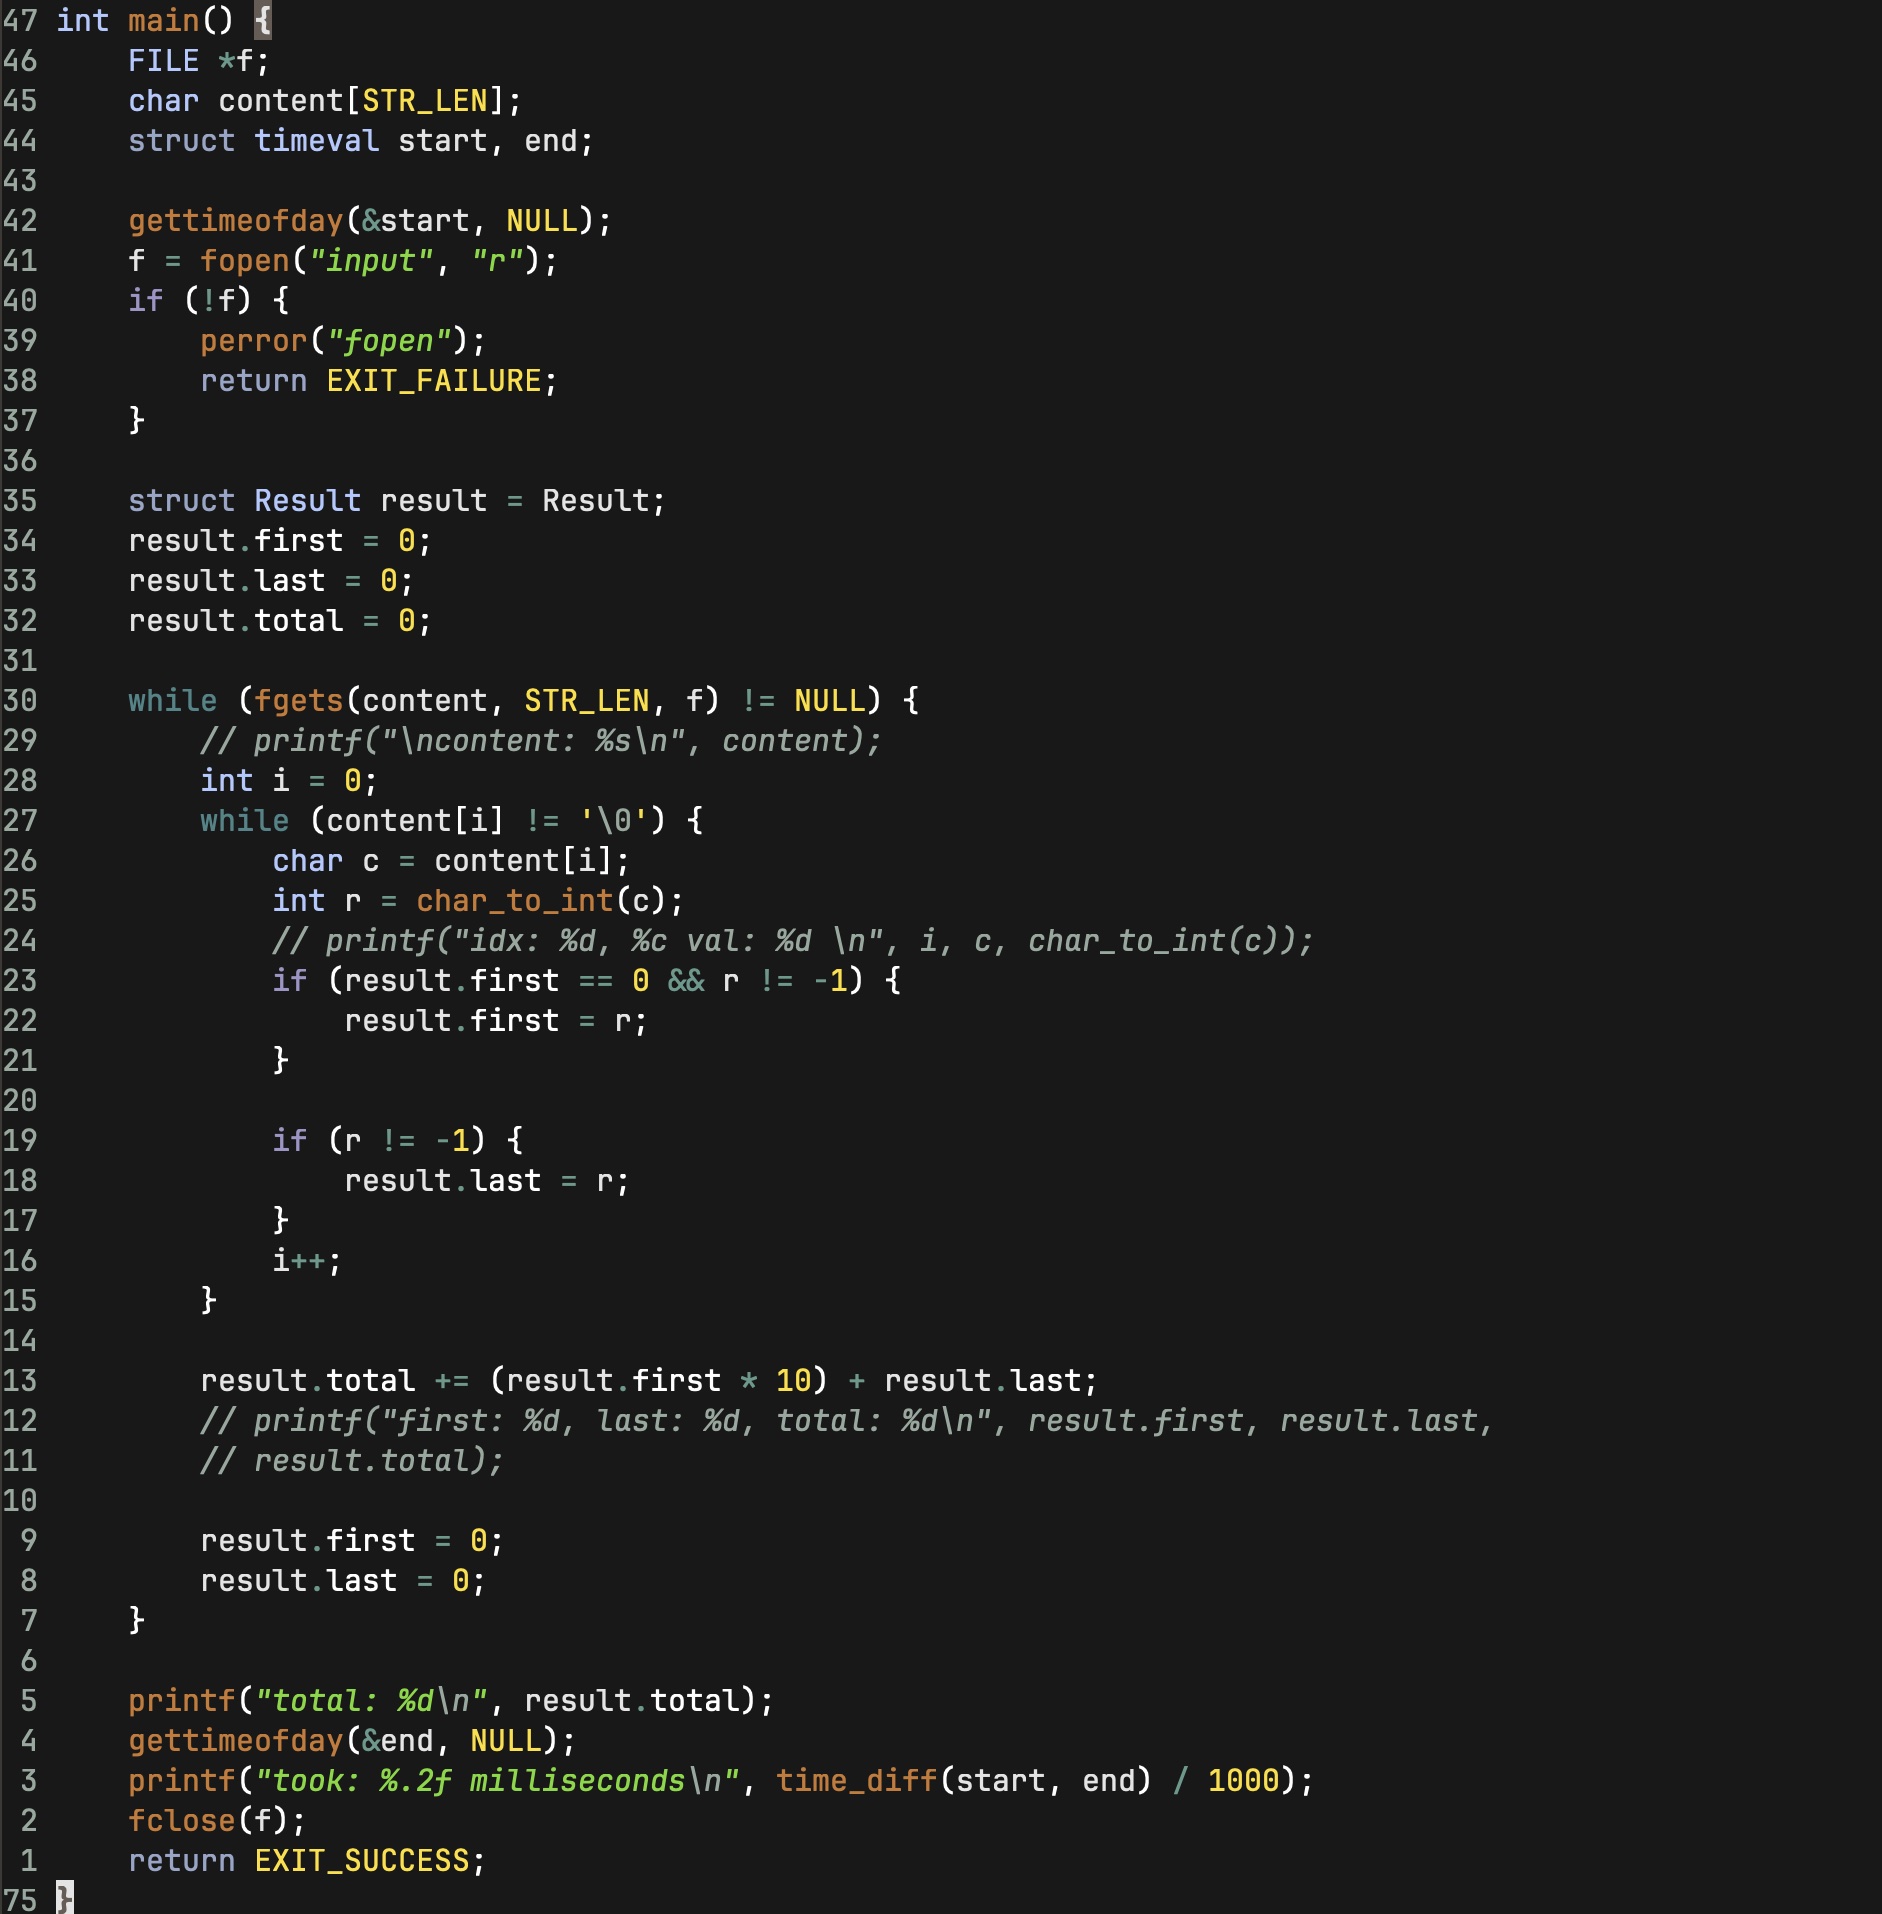 47 int main() {
46     FILE *f;
45     char content[STR_LEN];
44     struct timeval start, end;
43
42     gettimeofday(&start, NULL);
41     f = fopen("input", "r");
40     if (!f) {
39         perror("fopen");
38         return EXIT_FAILURE;
37     }
36
35     struct Result result = Result;
34     result.first = 0;
33     result.last = 0;
32     result.total = 0;
31
30     while (fgets(content, STR_LEN, f) != NULL) {
29         // printf("\ncontent: %s\n", content);
28         int i = 0;
27         while (content[i] != '\0') {
26             char c = content[i];
25             int r = char_to_int(c);
24             // printf("idx: %d, %c val: %d \n", i, c, char_to_int(c));
23             if (result.first == 0 && r != -1) {
22                 result.first = r;
21             }
20
19             if (r != -1) {
18                 result.last = r;
17             }
16             i++;
15         }
14
13         result.total += (result.first * 10) + result.last;
12         // printf("first: %d, last: %d, total: %d\n", result.first, result.last,
11         // result.total);
10
 9         result.first = 0;
 8         result.last = 0;
 7     }
 6
 5     printf("total: %d\n", result.total);
 4     gettimeofday(&end, NULL);
 3     printf("took: %.2f milliseconds\n", time_diff(start, end) / 1000);
 2     fclose(f);
 1     return EXIT_SUCCESS;
75 }